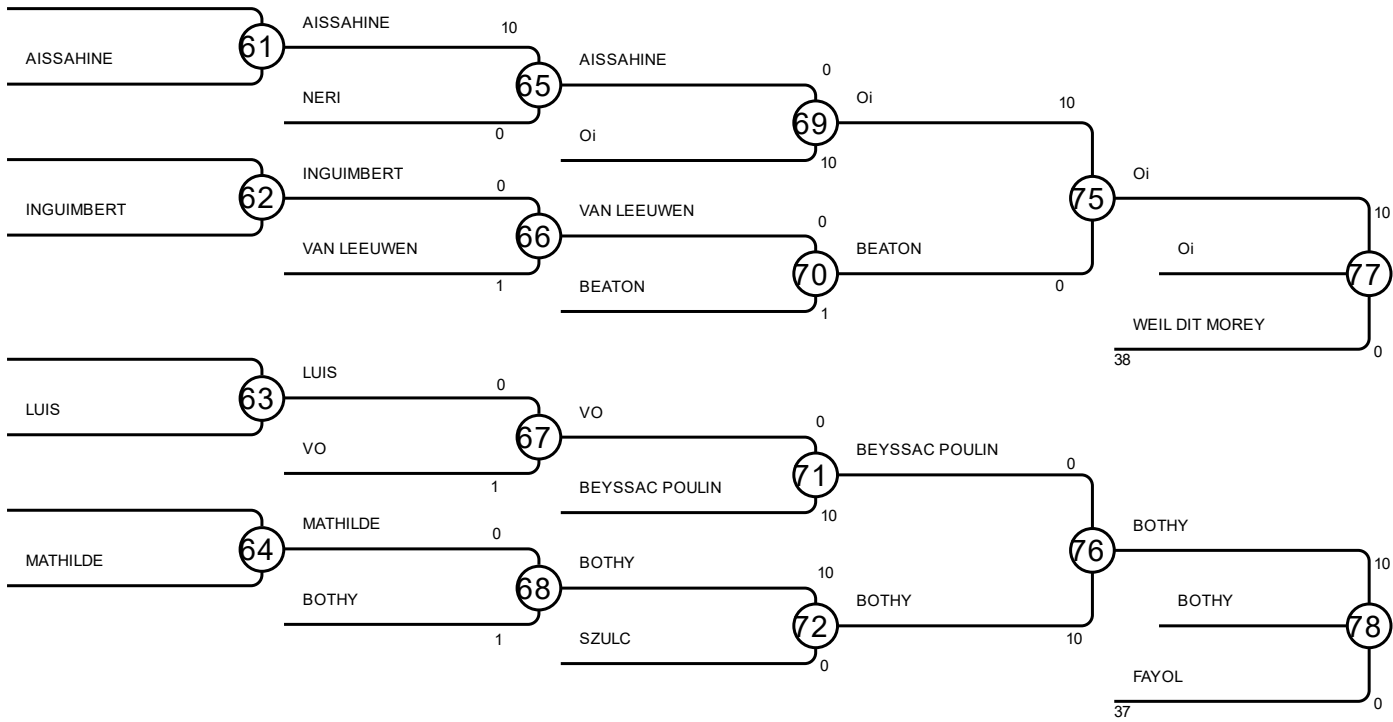 AISSAHINE
61
AISSAHINE
10
NERI
0
65
AISSAHINE
0
Oi
10
69
Oi
10
INGUIMBERT
62
INGUIMBERT
0
VAN LEEUWEN
1
66
VAN LEEUWEN
0
BEATON
1
70
BEATON
0
75
Oi
10
Oi
77
WEIL DIT MOREY
38
0
LUIS
63
LUIS
0
VO
1
67
VO
0
BEYSSAC POULIN
10
71
BEYSSAC POULIN
0
MATHILDE
64
MATHILDE
0
BOTHY
1
68
BOTHY
10
SZULC
0
72
BOTHY
10
76
BOTHY
10
BOTHY
78
FAYOL
37
0